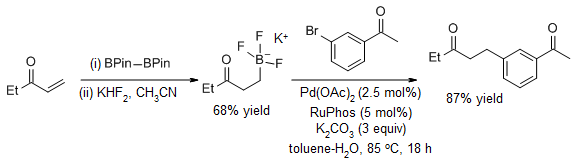 O
Et
(i) BPin—BPin
(ii) KHF₂, CH₃CN
F
F
F
B
–
K⁺
O
Et
68% yield
Br
O
Pd(OAc)₂ (2.5 mol%)
RuPhos (5 mol%)
K₂CO₃ (3 equiv)
toluene-H₂O, 85 ºC, 18 h
O
Et
O
87% yield